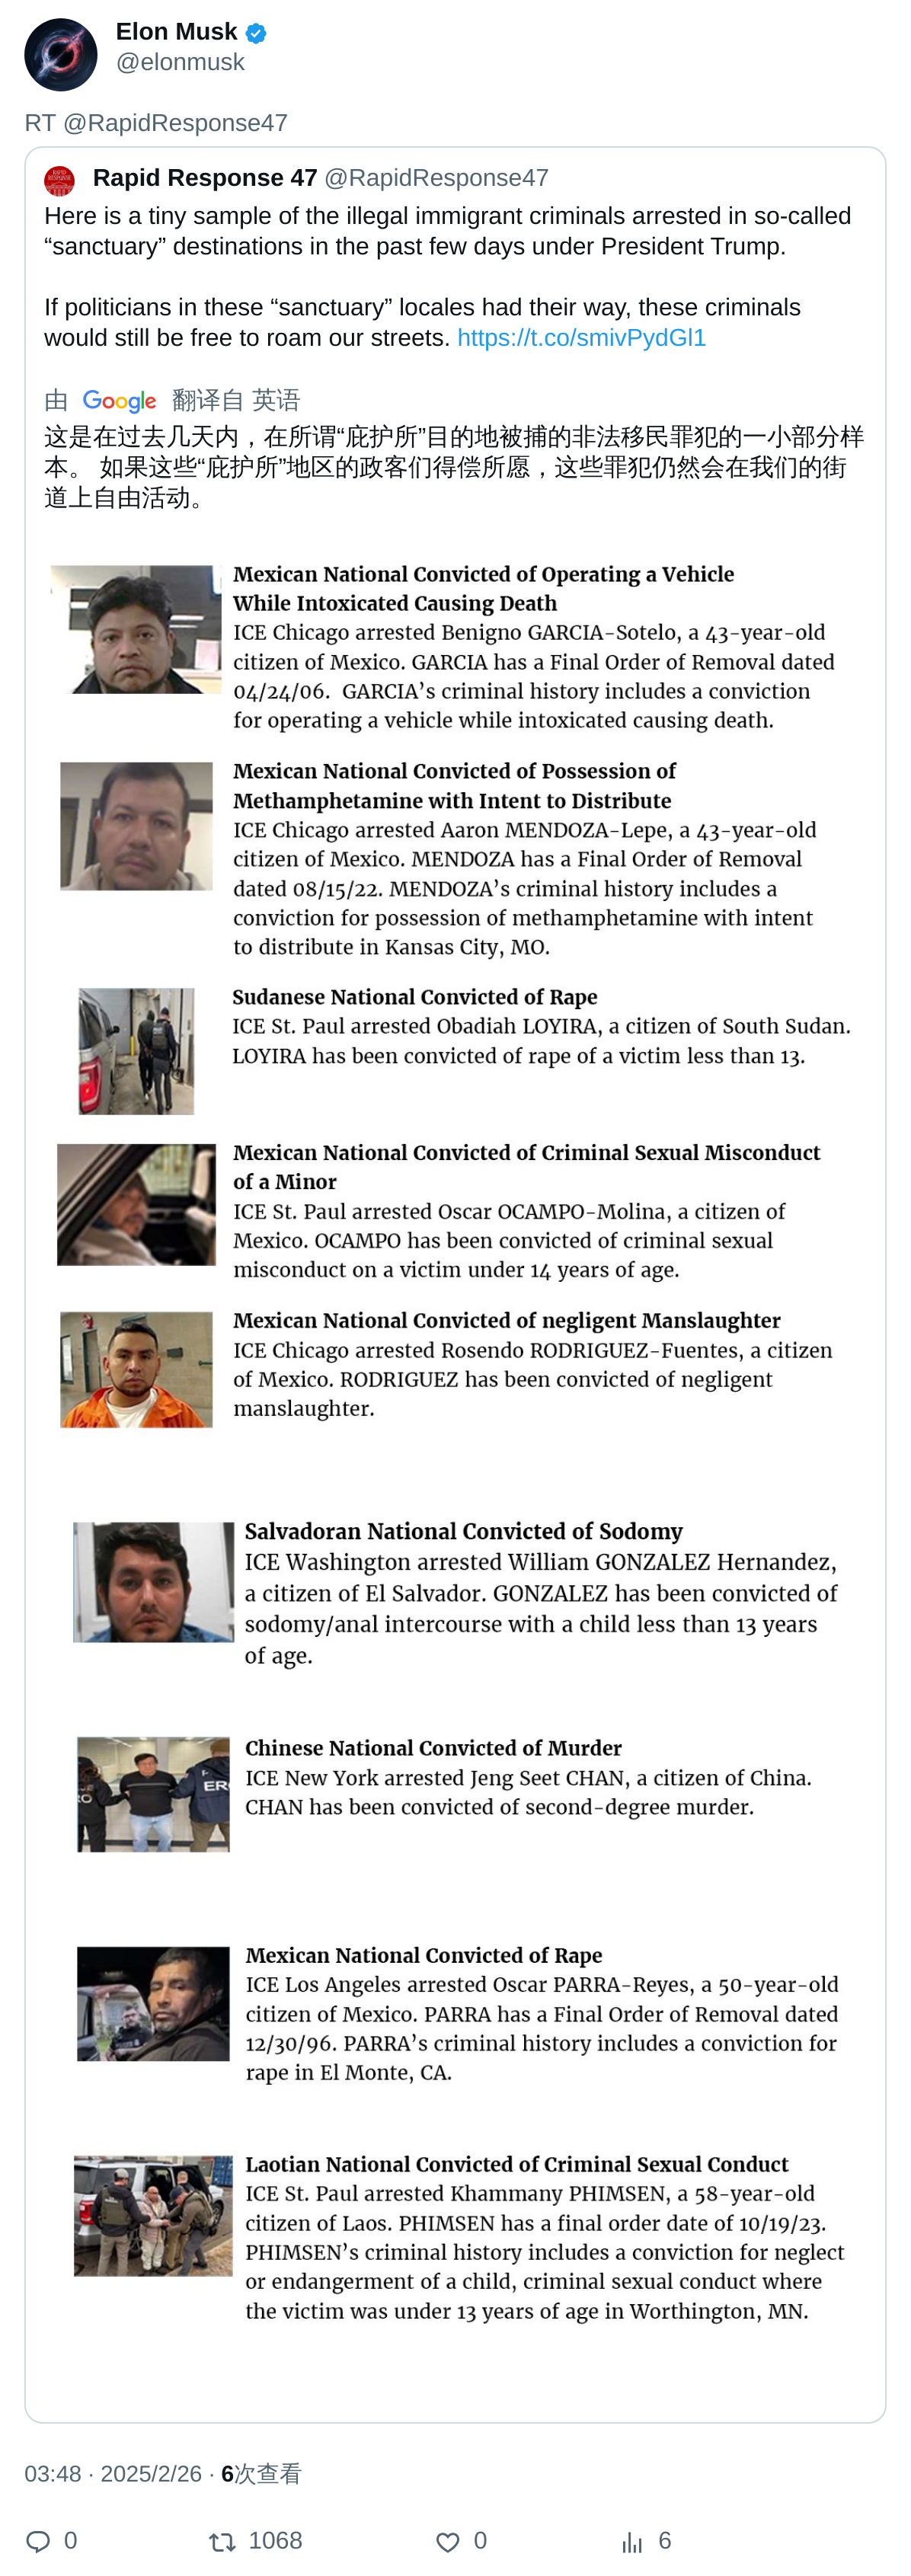 Elon Musk
@elonmusk
RT @RapidResponse47
Rapid Response 47 @RapidResponse47
Here is a tiny sample of the illegal immigrant criminals arrested in so-called
“sanctuary” destinations in the past few days under President Trump.
If politicians in these “sanctuary” locales had their way, these criminals
would still be free to roam our streets. https://t.co/smivPydGl1
由 Google 翻译自 英语
这是在过去几天内，在所谓“庇护所”目的地被捕的非法移民罪犯的一小部分样
本。 如果这些“庇护所”地区的政客们得偿所愿，这些罪犯仍然会在我们的街
道上自由活动。
Mexican National Convicted of Operating a Vehicle
While Intoxicated Causing Death
ICE Chicago arrested Benigno GARCIA-Sotelo, a 43-year-old
citizen of Mexico. GARCIA has a Final Order of Removal dated
04/24/06.  GARCIA’s criminal history includes a conviction
for operating a vehicle while intoxicated causing death.
Mexican National Convicted of Possession of
Methamphetamine with Intent to Distribute
ICE Chicago arrested Aaron MENDOZA-Lepe, a 43-year-old
citizen of Mexico. MENDOZA has a Final Order of Removal
dated 08/15/22. MENDOZA’s criminal history includes a
conviction for possession of methamphetamine with intent
to distribute in Kansas City, MO.
Sudanese National Convicted of Rape
ICE St. Paul arrested Obadiah LOYIRA, a citizen of South Sudan.
LOYIRA has been convicted of rape of a victim less than 13.
Mexican National Convicted of Criminal Sexual Misconduct
of a Minor
ICE St. Paul arrested Oscar OCAMPO-Molina, a citizen of
Mexico. OCAMPO has been convicted of criminal sexual
misconduct on a victim under 14 years of age.
Mexican National Convicted of negligent Manslaughter
ICE Chicago arrested Rosendo RODRIGUEZ-Fuentes, a citizen
of Mexico. RODRIGUEZ has been convicted of negligent
manslaughter.
Salvadoran National Convicted of Sodomy
ICE Washington arrested William GONZALEZ Hernandez,
a citizen of El Salvador. GONZALEZ has been convicted of
sodomy/anal intercourse with a child less than 13 years
of age.
Chinese National Convicted of Murder
ICE New York arrested Jeng Seet CHAN, a citizen of China.
CHAN has been convicted of second-degree murder.
Mexican National Convicted of Rape
ICE Los Angeles arrested Oscar PARRA-Reyes, a 50-year-old
citizen of Mexico. PARRA has a Final Order of Removal dated
12/30/96. PARRA’s criminal history includes a conviction for
rape in El Monte, CA.
Laotian National Convicted of Criminal Sexual Conduct
ICE St. Paul arrested Khammany PHIMSEN, a 58-year-old
citizen of Laos. PHIMSEN has a final order date of 10/19/23.
PHIMSEN’s criminal history includes a conviction for neglect
or endangerment of a child, criminal sexual conduct where
the victim was under 13 years of age in Worthington, MN.
03:48 · 2025/2/26 · 6次查看
0 1068 0 6